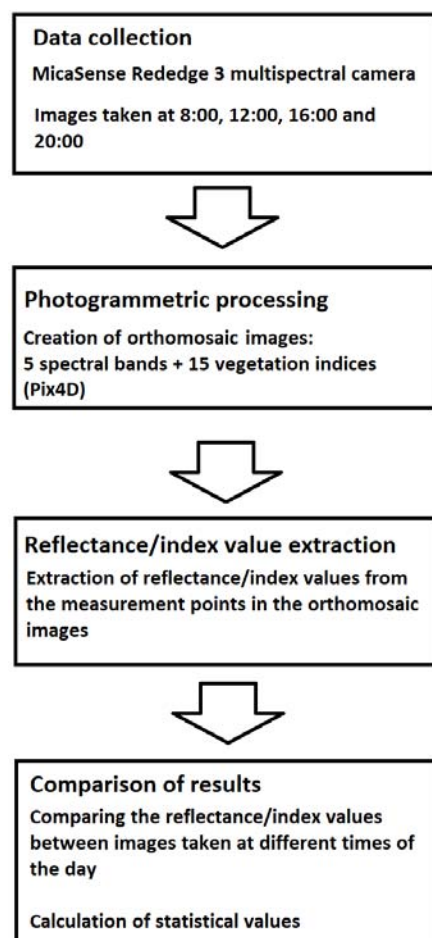 Data collection
MicaSense Rededge 3 multispectral camera
Images taken at 8:00, 12:00, 16:00 and
20:00
Photogrammetric processing
Creation of orthomosaic images:
5 spectral bands + 15 vegetation indices
(Pix4D)
Reflectance/index value extraction
Extraction of reflectance/index values from
the measurement points in the orthomosaic
images
Comparison of results
Comparing the reflectance/index values
between images taken at different times of
the day
Calculation of statistical values